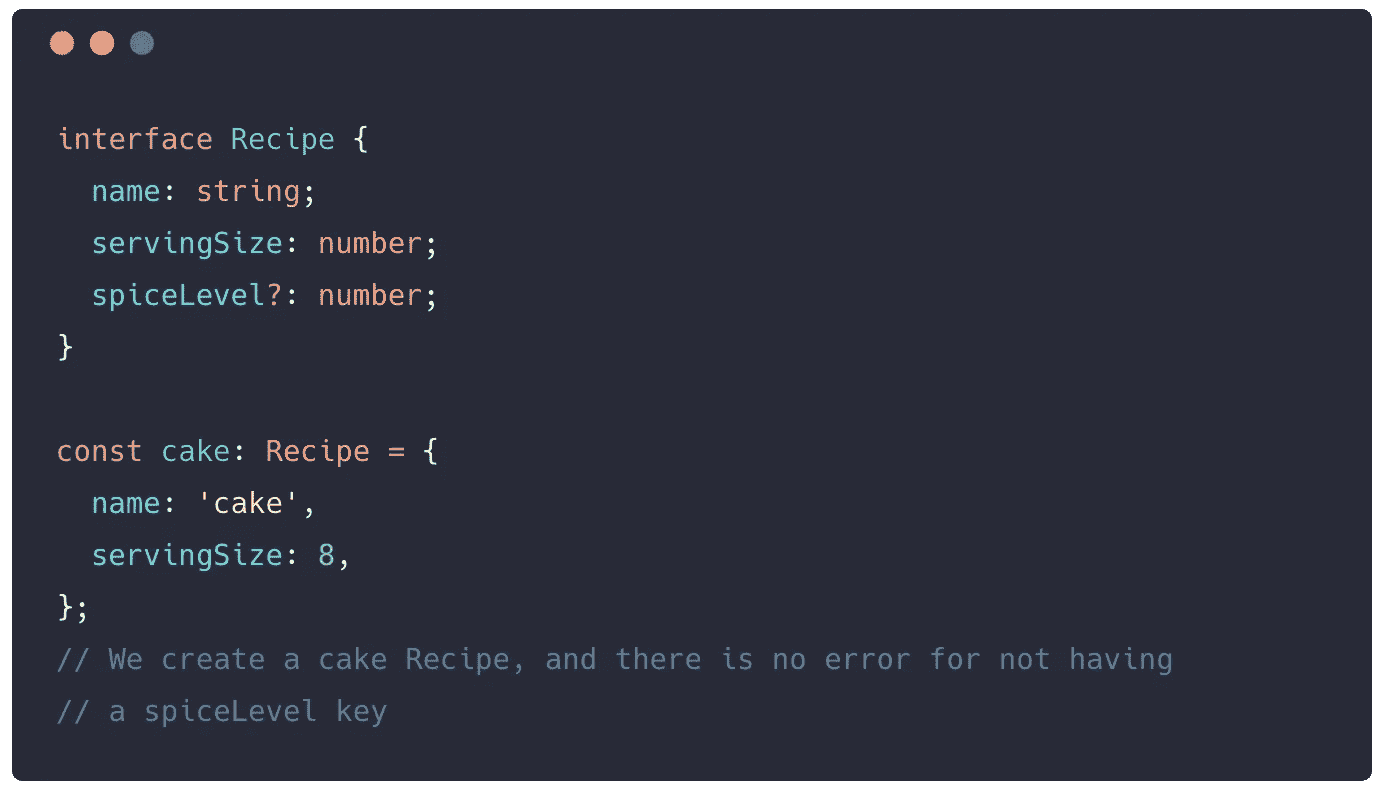 interface Recipe {
  name: string;
  servingSize: number;
  spiceLevel?: number;
}
const cake: Recipe = {
  name: 'cake',
  servingSize: 8,
};
// We create a cake Recipe, and there is no error for not having
// a spiceLevel key